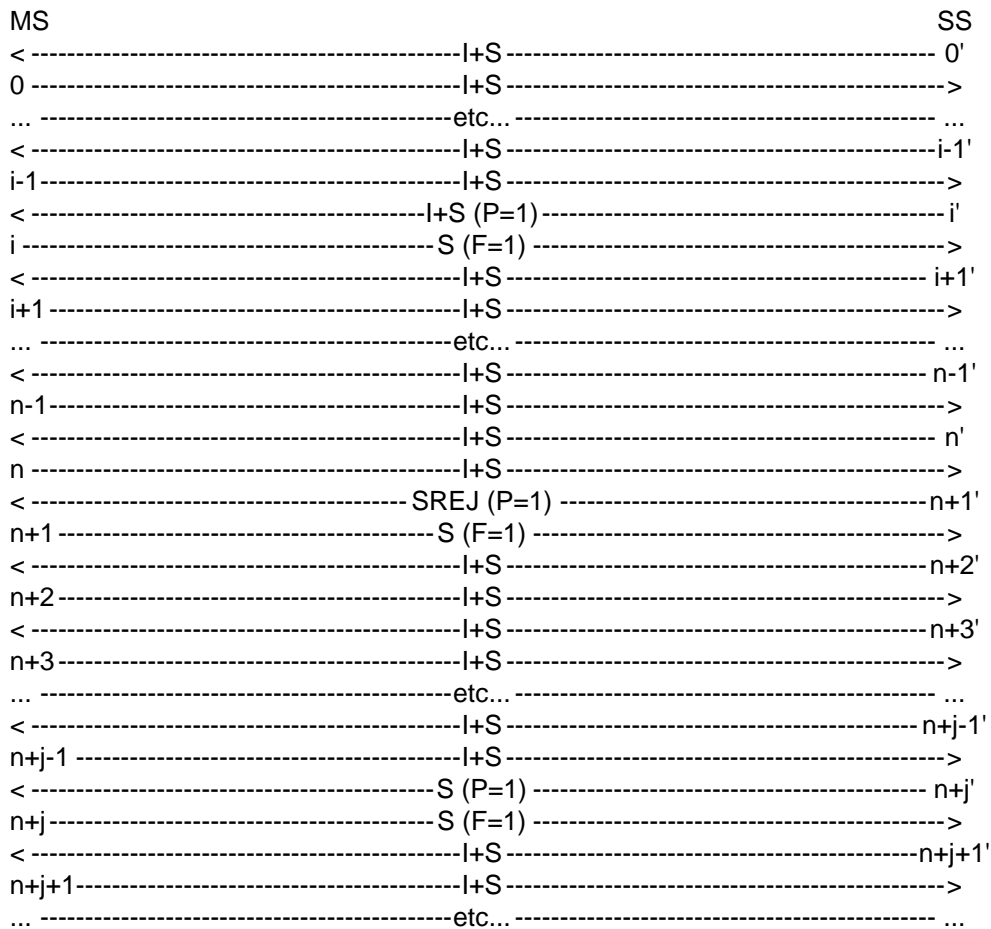 MS SS
< ------------------------------------------------I+S ------------------------------------------------ 0'
0 ------------------------------------------------I+S ------------------------------------------------->
... ----------------------------------------------etc... ----------------------------------------------- ...
< ------------------------------------------------I+S ------------------------------------------------i-1'
i-1-----------------------------------------------I+S ------------------------------------------------->
< --------------------------------------------I+S (P=1)--------------------------------------------- i'
i ---------------------------------------------- S (F=1) ---------------------------------------------->
< ------------------------------------------------I+S ----------------------------------------------- i+1'
i+1 ----------------------------------------------I+S ------------------------------------------------->
... ----------------------------------------------etc... ----------------------------------------------- ...
< ------------------------------------------------I+S ----------------------------------------------- n-1'
n-1-----------------------------------------------I+S ------------------------------------------------->
< ------------------------------------------------I+S ------------------------------------------------ n'
n ------------------------------------------------I+S ------------------------------------------------->
< ------------------------------------------ SREJ (P=1) -----------------------------------------n+1'
n+1------------------------------------------ S (F=1) ---------------------------------------------->
< ------------------------------------------------I+S -----------------------------------------------n+2'
n+2-----------------------------------------------I+S ------------------------------------------------->
< ------------------------------------------------I+S -----------------------------------------------n+3'
n+3-----------------------------------------------I+S ------------------------------------------------->
... ----------------------------------------------etc... ----------------------------------------------- ...
< ------------------------------------------------I+S ---------------------------------------------- n+j-1'
n+j-1 --------------------------------------------I+S ------------------------------------------------->
< --------------------------------------------- S (P=1) -------------------------------------------- n+j'
n+j------------------------------------------- S (F=1) ---------------------------------------------->
< ------------------------------------------------I+S ----------------------------------------------n+j+1'
n+j+1---------------------------------------------I+S ------------------------------------------------->
... ----------------------------------------------etc... ----------------------------------------------- ...